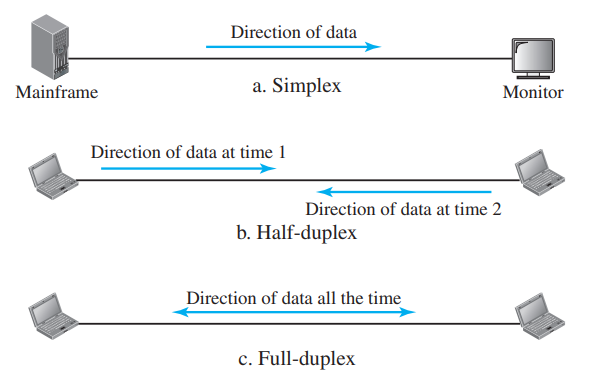 Direction of data
Mainframe
a. Simplex
Monitor
Direction of data at time 1
Direction of data at time 2
b. Half-duplex
Direction of data all the time
c. Full-duplex